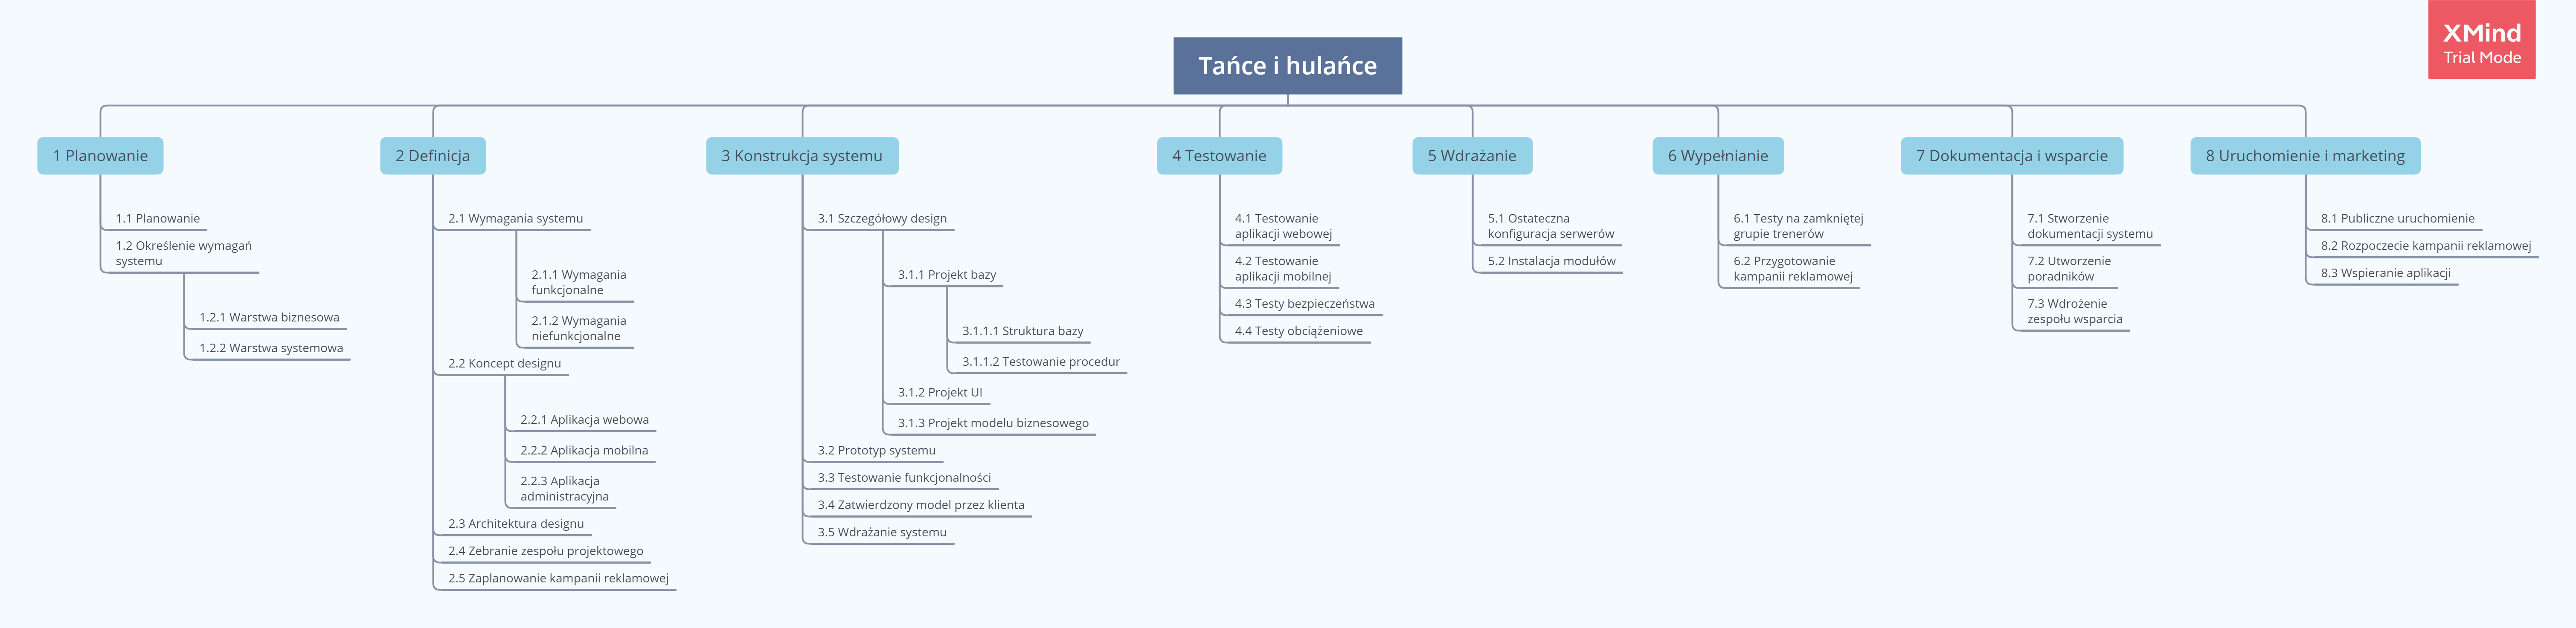 XMind
Trial Mode
Tańce i hulańce
1 Planowanie
1.1 Planowanie
1.2 Określenie wymagań
systemu
1.2.1 Warstwa biznesowa
1.2.2 Warstwa systemowa
2 Definicja
2.1 Wymagania systemu
2.1.1 Wymagania
funkcjonalne
2.1.2 Wymagania
niefunkcjonalne
2.2 Koncept designu
2.2.1 Aplikacja webowa
2.2.2 Aplikacja mobilna
2.2.3 Aplikacja
administracyjna
2.3 Architektura designu
2.4 Zebranie zespołu projektowego
2.5 Zaplanowanie kampanii reklamowej
3 Konstrukcja systemu
3.1 Szczegółowy design
3.1.1 Projekt bazy
3.1.1.1 Struktura bazy
3.1.1.2 Testowanie procedur
3.1.2 Projekt UI
3.1.3 Projekt modelu biznesowego
3.2 Prototyp systemu
3.3 Testowanie funkcjonalności
3.4 Zatwierdzony model przez klienta
3.5 Wdrażanie systemu
4 Testowanie
4.1 Testowanie
aplikacji webowej
4.2 Testowanie
aplikacji mobilnej
4.3 Testy bezpieczeństwa
4.4 Testy obciążeniowe
5 Wdrażanie
5.1 Ostateczna
konfiguracja serwerów
5.2 Instalacja modułów
6 Wypełnianie
6.1 Testy na zamkniętej
grupie trenerów
6.2 Przygotowanie
kampanii reklamowej
7 Dokumentacja i wsparcie
7.1 Stworzenie
dokumentacji systemu
7.2 Utworzenie
poradników
7.3 Wdrożenie
zespołu wsparcia
8 Uruchomienie i marketing
8.1 Publiczne uruchomienie
8.2 Rozpoczecie kampanii reklamowej
8.3 Wspieranie aplikacji